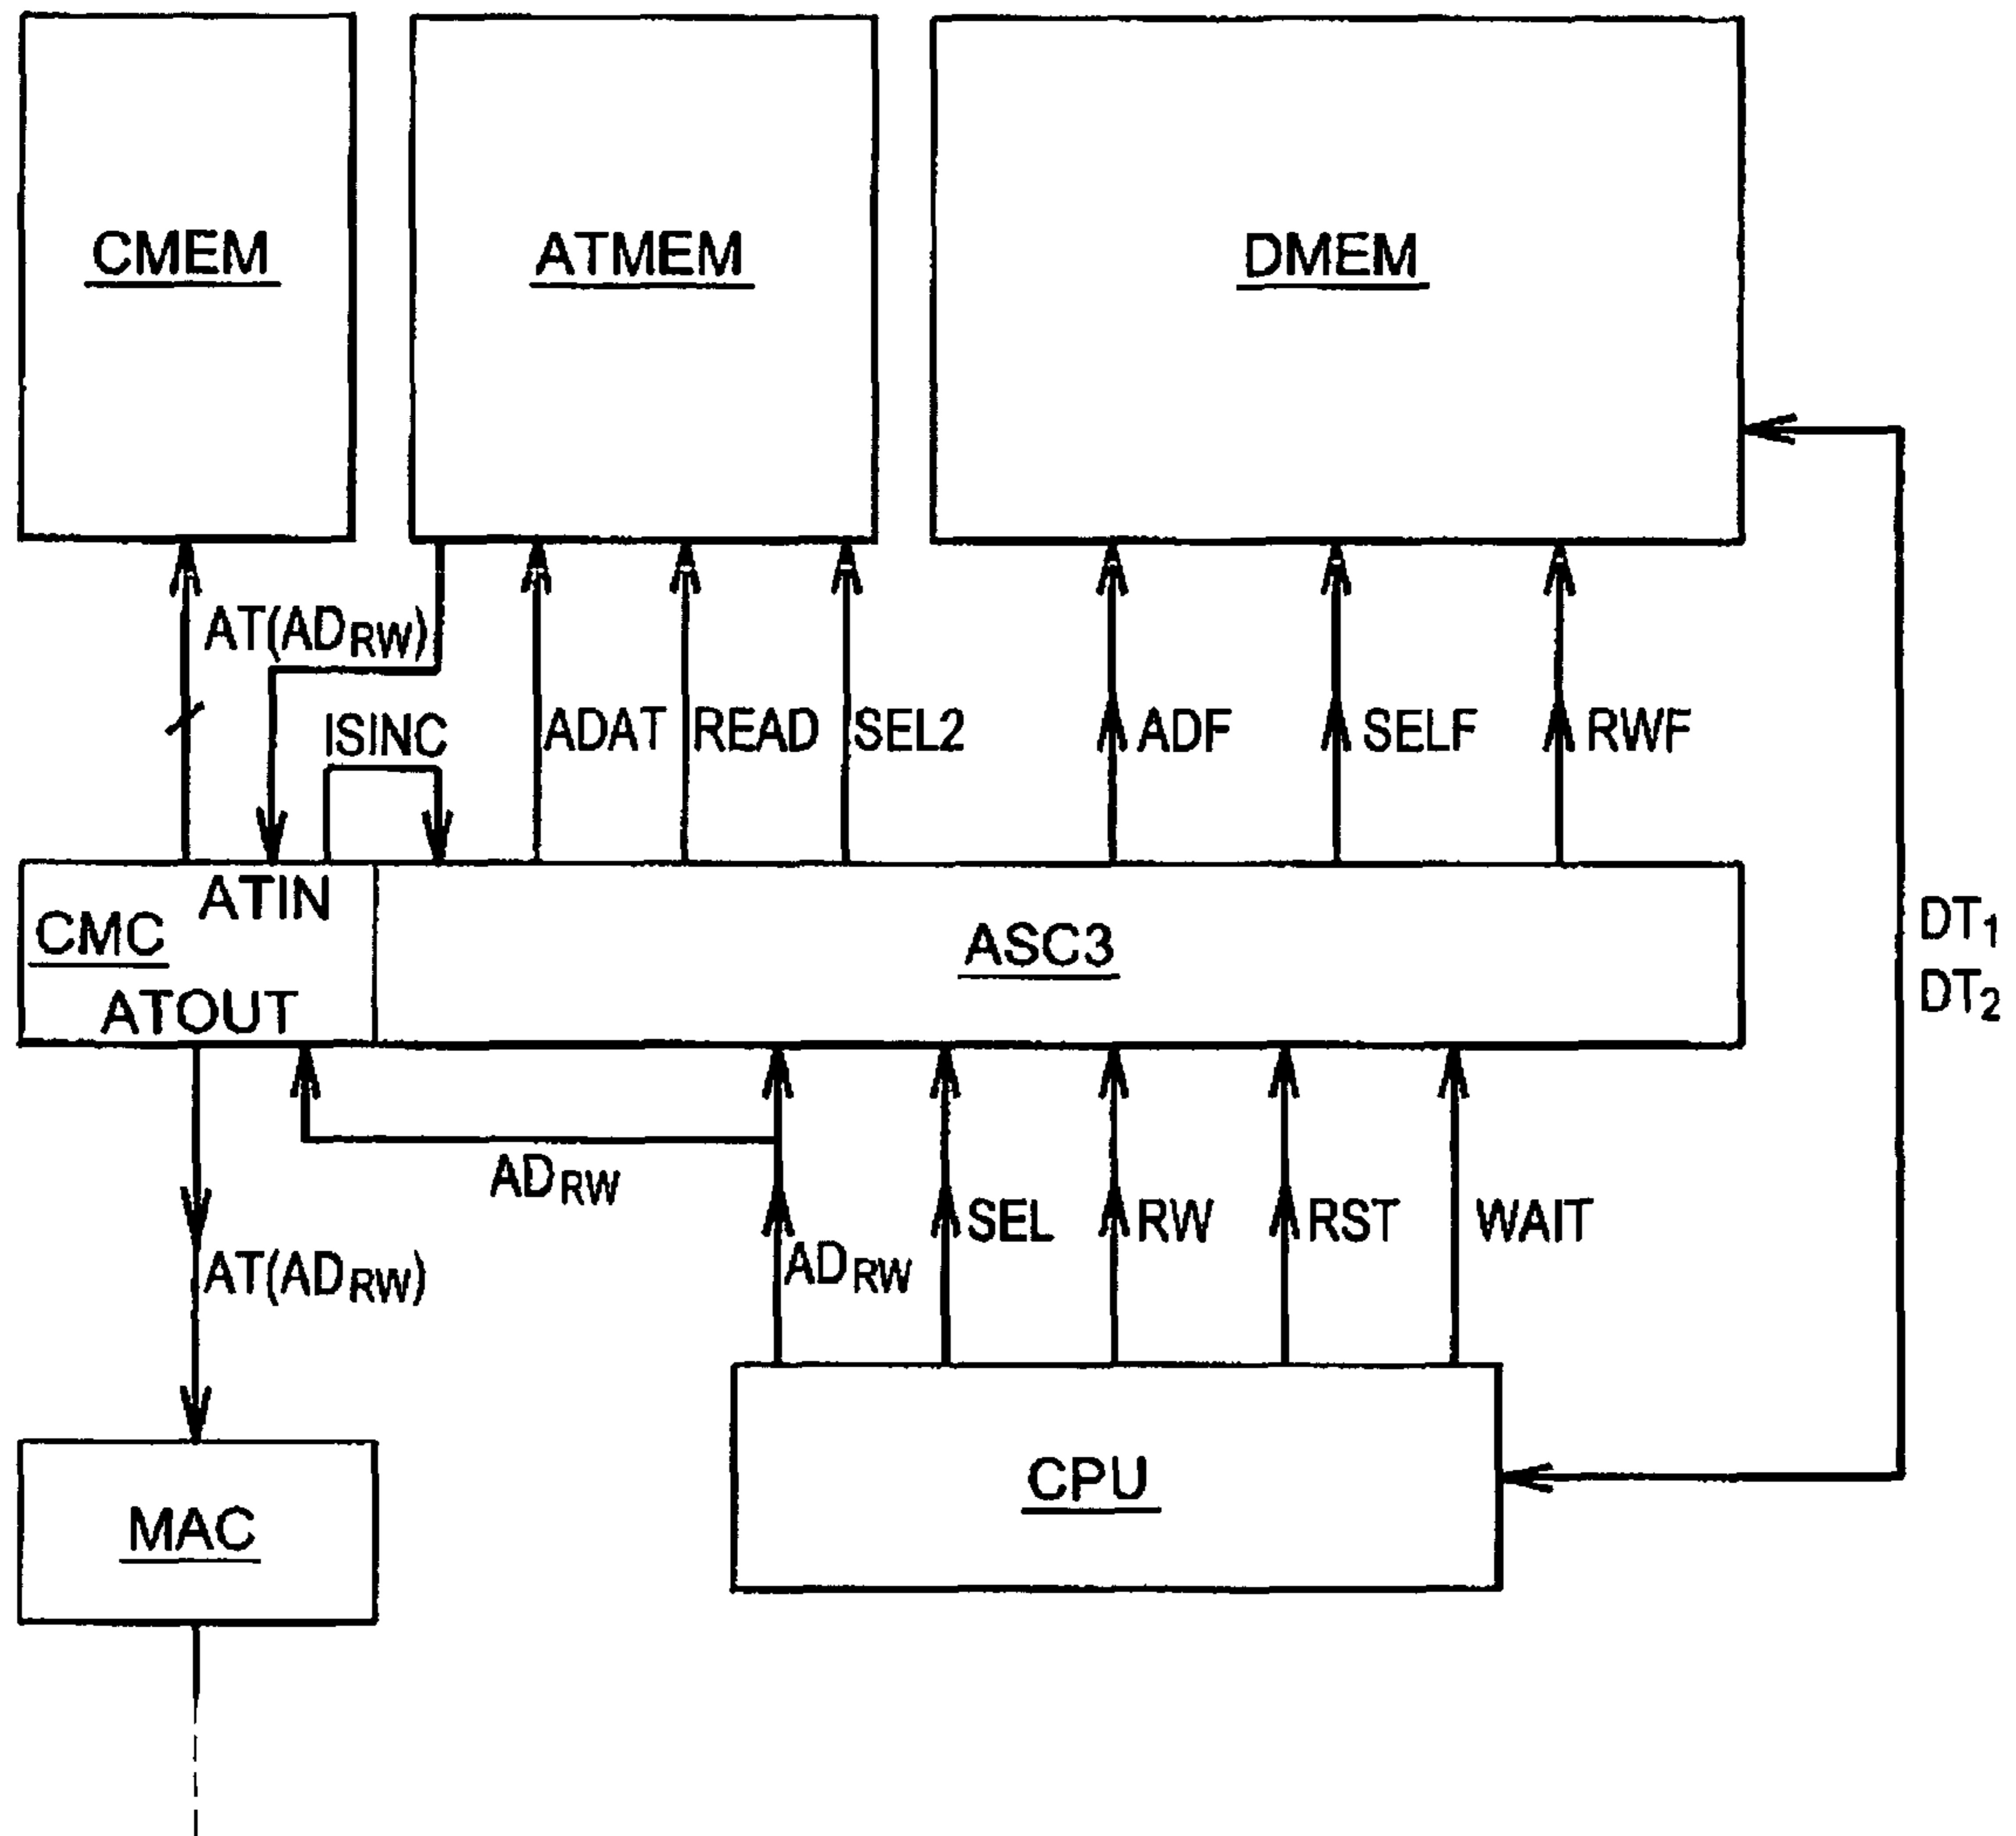 CMEM
ATMEM
DMEM
AT(ADRW)
ISINC
ADAT
READ
SEL2
ADF
SELF
RWF
ATIN
CMC
ATOUT
ASC3
DT1
DT2
ADRW
ADRW
SEL
RW
RST
WAIT
AT(ADRW)
CPU
MAC